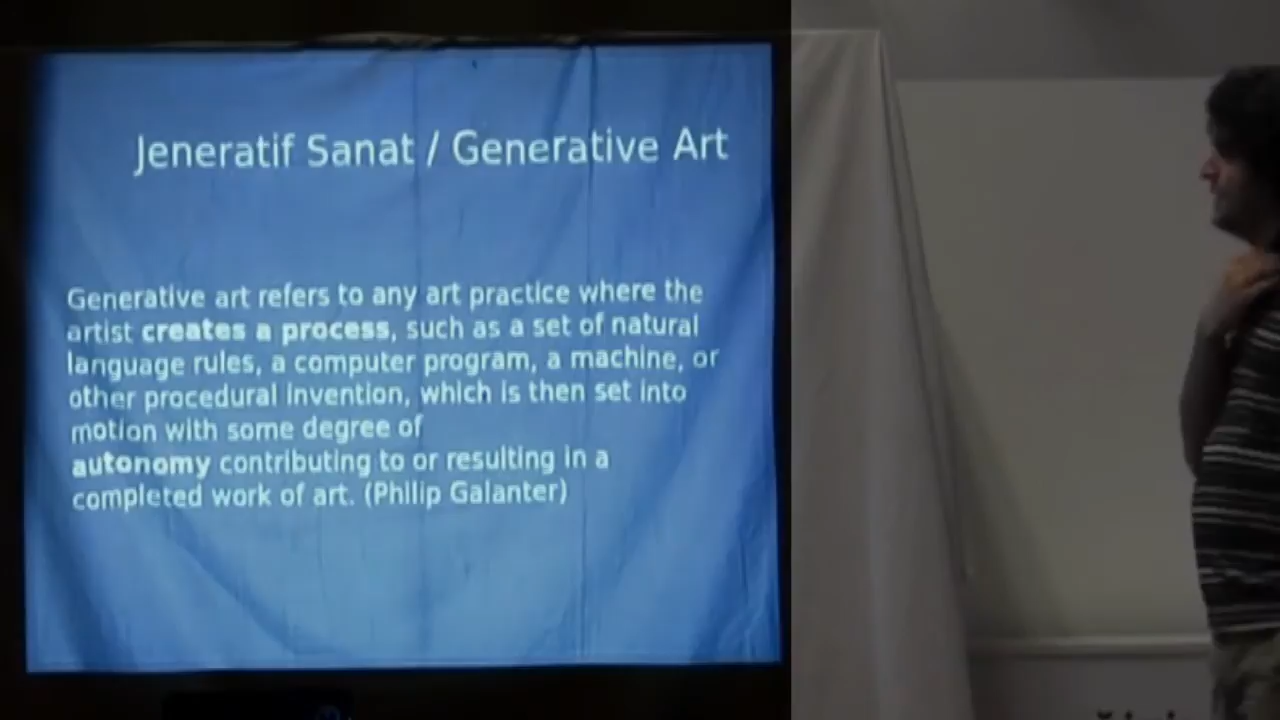 Jeneratif Sanat / Generative Art
Generative art refers to any art practice where the
artist creates a process, such as a set of natural
language rules, a computer program, a machine, or
other procedural invention, which is then set into
motion with some degree of
autonomy contributing to or resulting in a
completed work of art. (Philip Galanter)